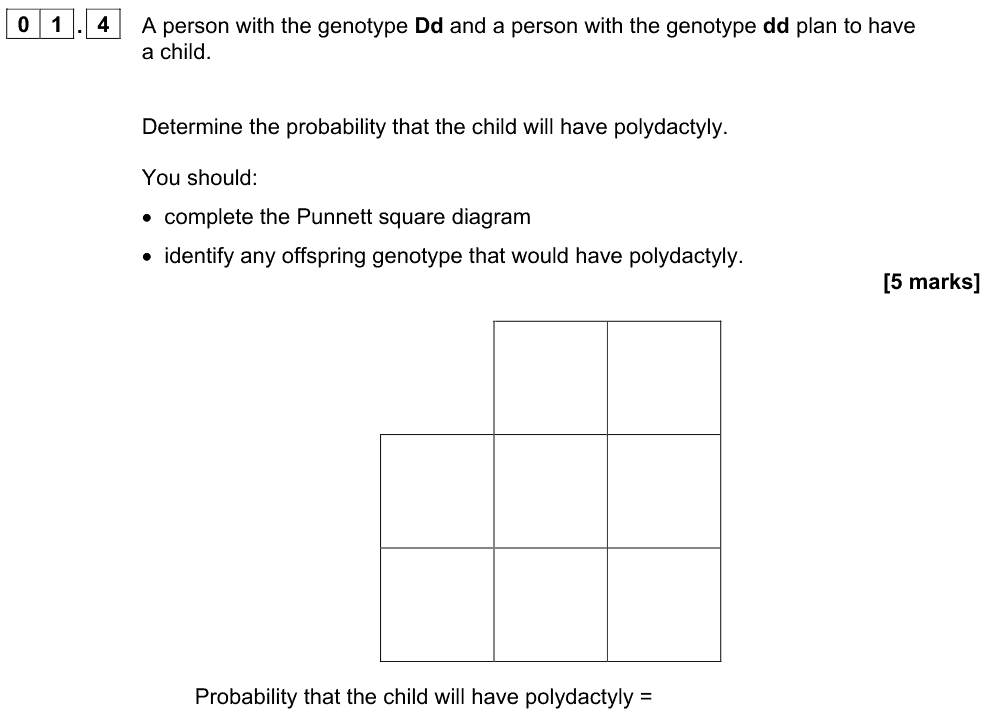 0 1 . 4 A person with the genotype Dd and a person with the genotype dd plan to have
a child.
Determine the probability that the child will have polydactyly.
You should:
• complete the Punnett square diagram
• identify any offspring genotype that would have polydactyly.
[5 marks]
Probability that the child will have polydactyly =